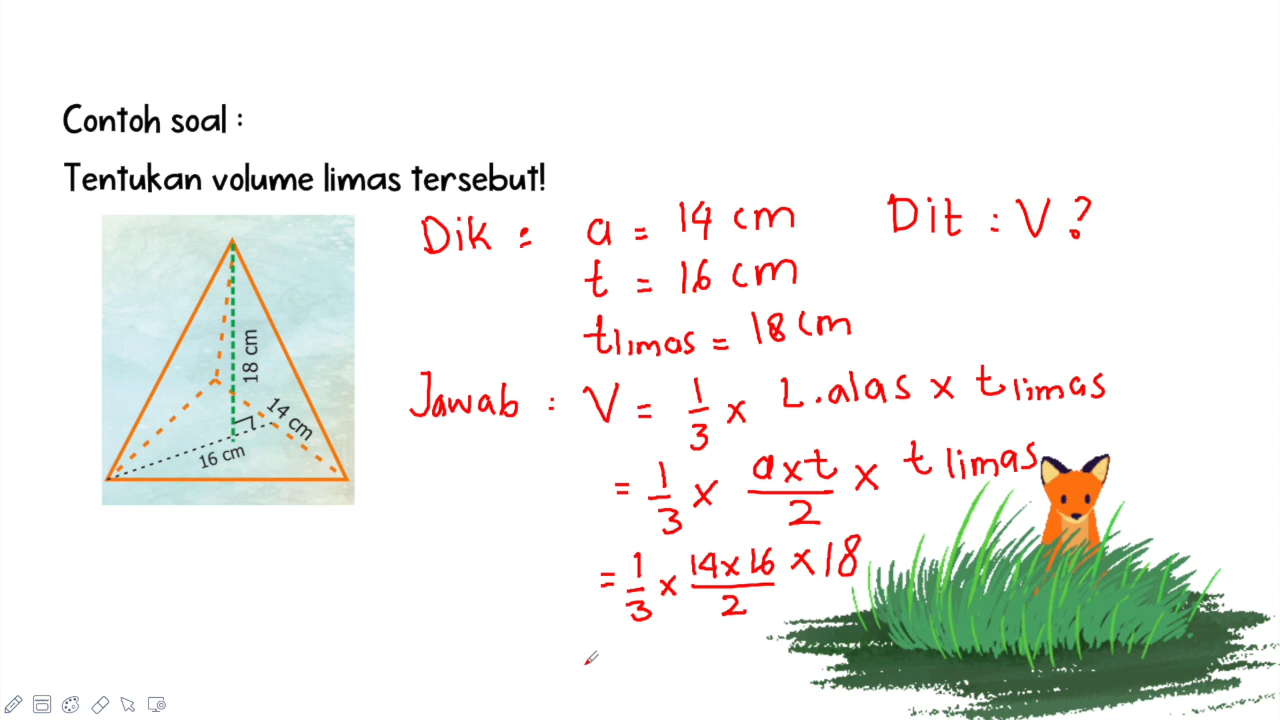 Contoh soal :
Tentukan volume limas tersebut!
18 cm
14 cm
16 cm
Dik : a = 14 cm
t = 16 cm
t limas = 18 cm
Dit : V ?
Jawab : V = 1/3 x L.alas x t limas
= 1/3 x (a x t)/2 x t limas
= 1/3 x (14 x 16)/2 x 18